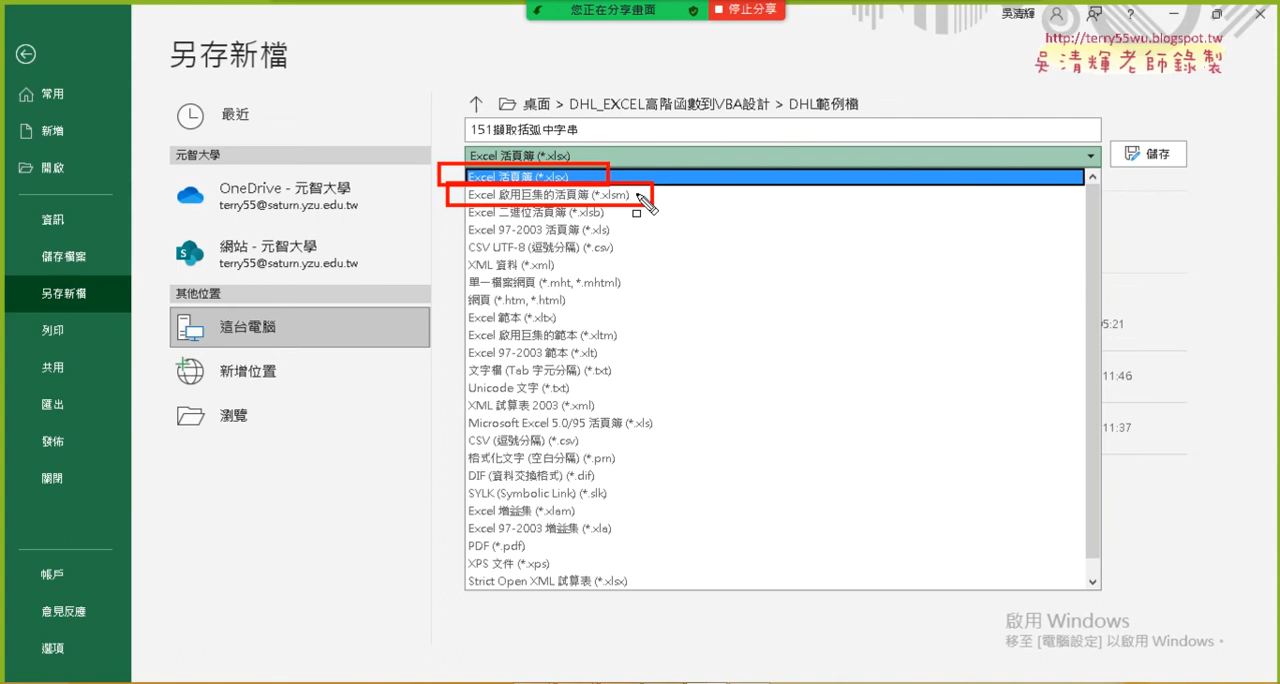 您正在分享畫面
停止分享
吳清輝
?
http://terry55wu.blogspot.tw
吳清輝老師錄製
另存新檔
常用
新增
開啟
資訊
儲存檔案
另存新檔
列印
共用
匯出
發佈
關閉
帳戶
意見反應
選項
最近
元智大學
OneDrive - 元智大學
terry55@saturn.yzu.edu.tw
網站 - 元智大學
terry55@saturn.yzu.edu.tw
其他位置
這台電腦
新增位置
瀏覽
桌面 > DHL_EXCEL高階函數到VBA設計 > DHL範例檔
151擷取括弧中字串
Excel 活頁簿 (*.xlsx)
儲存
Excel 活頁簿 (*.xlsx)
Excel 啟用巨集的活頁簿 (*.xlsm)
Excel 二進位活頁簿 (*.xlsb)
Excel 97-2003 活頁簿 (*.xls)
CSV UTF-8 (逗號分隔) (*.csv)
XML 資料 (*.xml)
單一檔案網頁 (*.mht, *.mhtml)
網頁 (*.htm, *.html)
Excel 範本 (*.xltx)
Excel 啟用巨集的範本 (*.xltm)
Excel 97-2003 範本 (*.xlt)
文字檔 (Tab 字元分隔) (*.txt)
Unicode 文字 (*.txt)
XML 試算表 2003 (*.xml)
Microsoft Excel 5.0/95 活頁簿 (*.xls)
CSV (逗號分隔) (*.csv)
格式化文字 (空白分隔) (*.prn)
DIF (資料交換格式) (*.dif)
SYLK (Symbolic Link) (*.slk)
Excel 增益集 (*.xlam)
Excel 97-2003 增益集 (*.xla)
PDF (*.pdf)
XPS 文件 (*.xps)
Strict Open XML 試算表 (*.xlsx)
05:21
11:46
11:37
啟用 Windows
移至 [電腦設定] 以啟用 Windows。